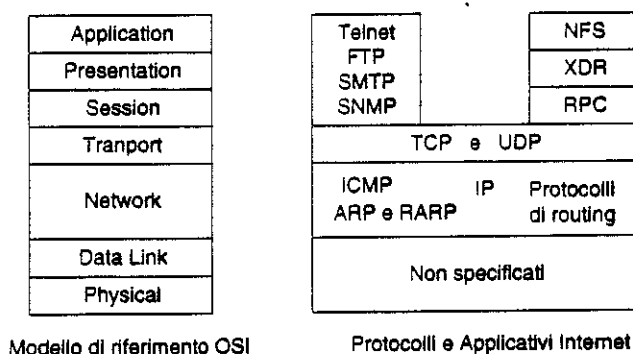 Application
Presentation
Session
Tranport
Network
Data Link
Physical
Modello di riferimento OSI
Telnet
FTP
SMTP
SNMP
NFS
XDR
RPC
TCP e UDP
ICMP IP Protocolli
ARP e RARP di routing
Non specificati
Protocolli e Applicativi Internet